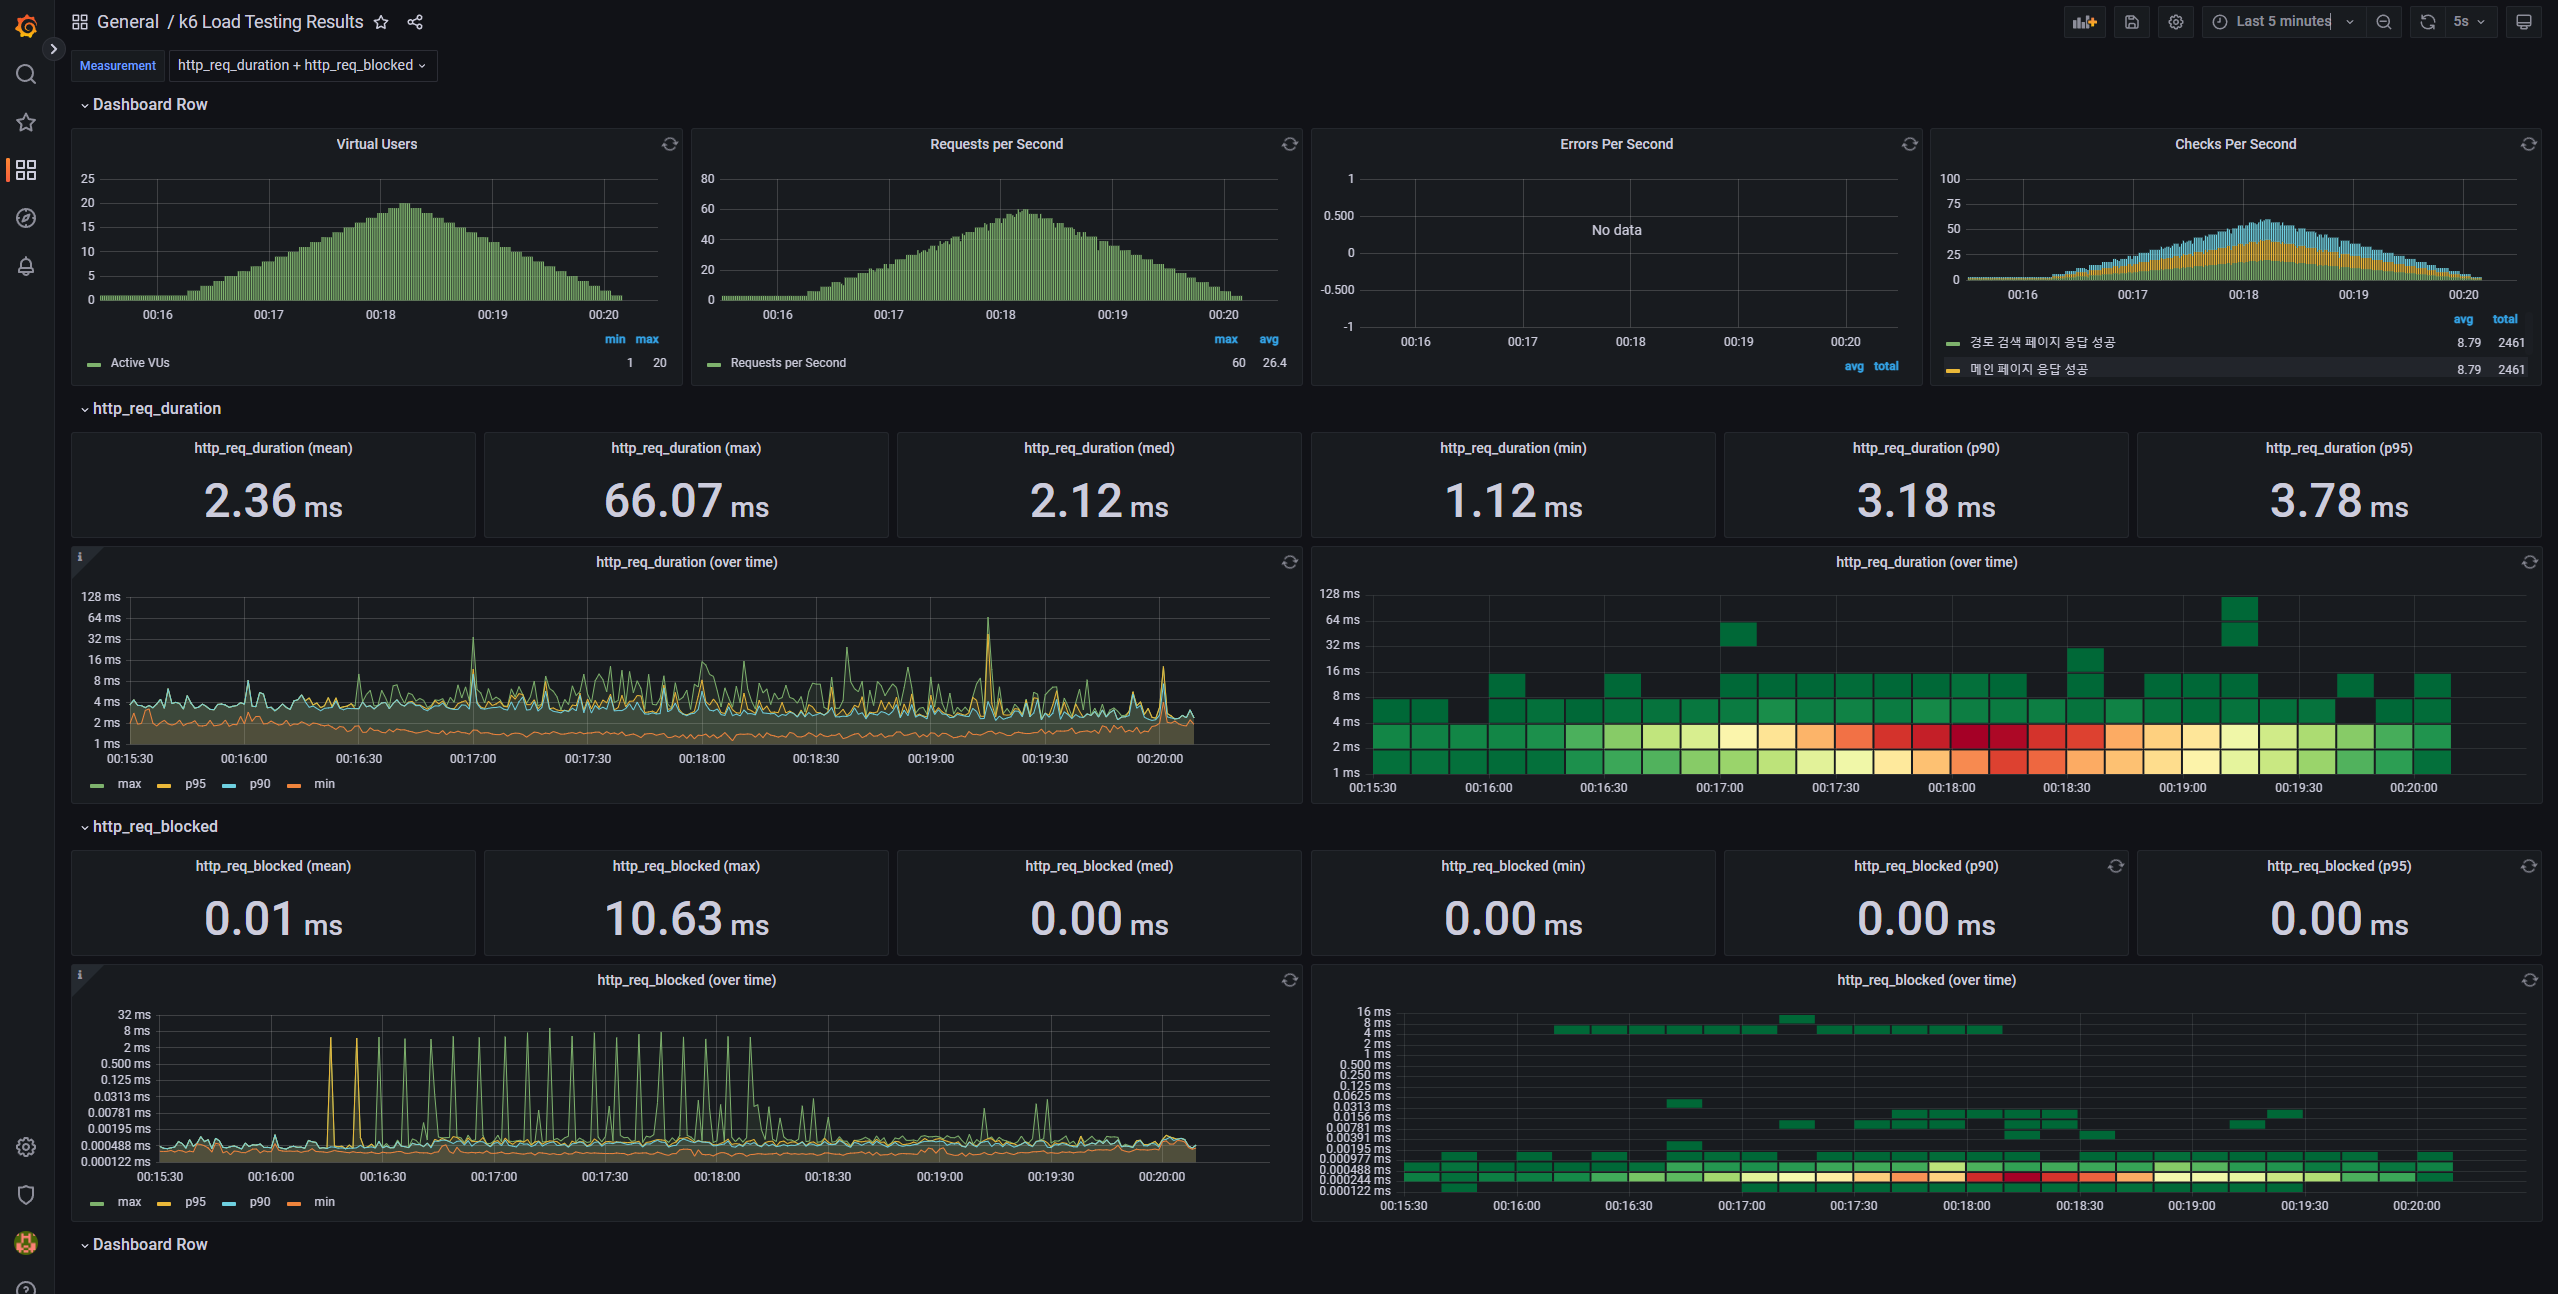 General / k6 Load Testing Results
Last 5 minutes
5s
Measurement
http_req_duration + http_req_blocked
Dashboard Row
Virtual Users
25
20
15
10
5
0
00:16 00:17 00:18 00:19 00:20
min max
Active VUs 1 20
Requests per Second
80
60
40
20
0
00:16 00:17 00:18 00:19 00:20
max avg
Requests per Second 60 26.4
Errors Per Second
1
0.500
0
-0.500
-1
No data
00:16 00:17 00:18 00:19 00:20
avg total
Checks Per Second
100
75
50
25
0
00:16 00:17 00:18 00:19 00:20
avg total
경로 검색 페이지 응답 성공 8.79 2461
메인 페이지 응답 성공 8.79 2461
http_req_duration
http_req_duration (mean)
2.36 ms
http_req_duration (max)
66.07 ms
http_req_duration (med)
2.12 ms
http_req_duration (min)
1.12 ms
http_req_duration (p90)
3.18 ms
http_req_duration (p95)
3.78 ms
http_req_duration (over time)
128 ms
64 ms
32 ms
16 ms
8 ms
4 ms
2 ms
1 ms
00:15:30 00:16:00 00:16:30 00:17:00 00:17:30 00:18:00 00:18:30 00:19:00 00:19:30 00:20:00
max p95 p90 min
http_req_duration (over time)
128 ms
64 ms
32 ms
16 ms
8 ms
4 ms
2 ms
1 ms
00:15:30 00:16:00 00:16:30 00:17:00 00:17:30 00:18:00 00:18:30 00:19:00 00:19:30 00:20:00
http_req_blocked
http_req_blocked (mean)
0.01 ms
http_req_blocked (max)
10.63 ms
http_req_blocked (med)
0.00 ms
http_req_blocked (min)
0.00 ms
http_req_blocked (p90)
0.00 ms
http_req_blocked (p95)
0.00 ms
http_req_blocked (over time)
32 ms
8 ms
2 ms
0.500 ms
0.125 ms
0.0313 ms
0.00781 ms
0.00195 ms
0.000488 ms
0.000122 ms
00:15:30 00:16:00 00:16:30 00:17:00 00:17:30 00:18:00 00:18:30 00:19:00 00:19:30 00:20:00
max p95 p90 min
http_req_blocked (over time)
16 ms
8 ms
4 ms
2 ms
1 ms
0.500 ms
0.250 ms
0.125 ms
0.0625 ms
0.0313 ms
0.0156 ms
0.00781 ms
0.00391 ms
0.00195 ms
0.000977 ms
0.000488 ms
0.000244 ms
0.000122 ms
00:15:30 00:16:00 00:16:30 00:17:00 00:17:30 00:18:00 00:18:30 00:19:00 00:19:30 00:20:00
Dashboard Row